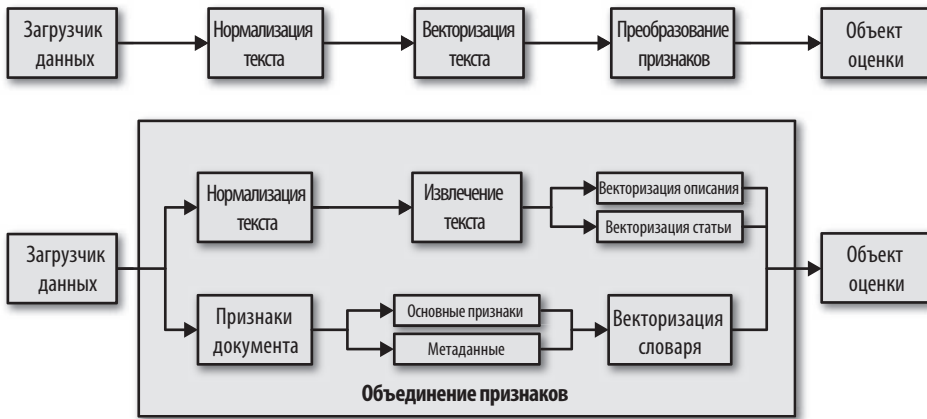 Загрузчик
данных
Нормализация
текста
Векторизация
текста
Преобразование
признаков
Объект
оценки
Загрузчик
данных
Нормализация
текста
Извлечение
текста
Векторизация описания
Векторизация статьи
Признаки
документа
Основные признаки
Метаданные
Векторизация
словаря
Объект
оценки
Объединение признаков